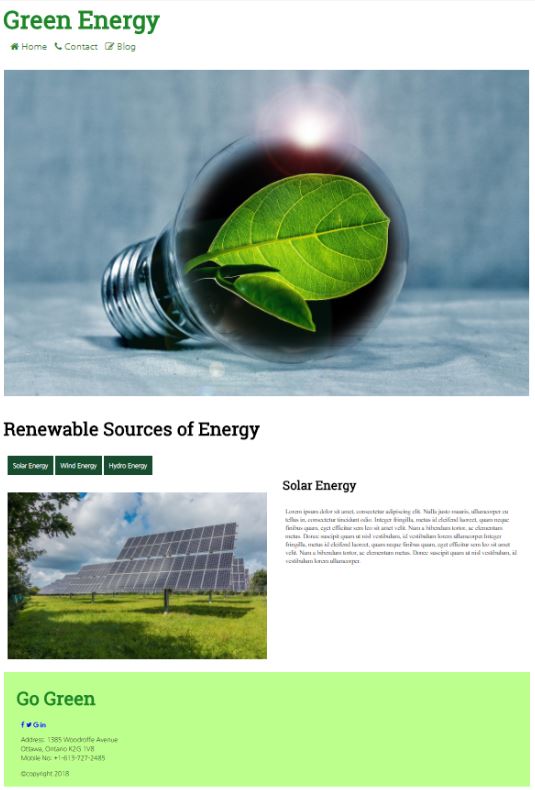 Green Energy
Home Contact Blog
Renewable Sources of Energy
Solar Energy Wind Energy Hydro Energy
Solar Energy
Lorem ipsum dolor sit amet, consectetur adipiscing elit. Nulla justo mauris, ullamcorper eu
tellus in, consectetur tincidunt odio. Integer fringilla, metus id eleifend laoreet, quam neque
finibus quam, eget efficitur sem leo sit amet velit. Nam a bibendum tortor, ac elementum
metus. Donec suscipit quam ut nisl vestibulum, id vestibulum lorem ullamcorper.Integer
fringilla, metus id eleifend laoreet, quam neque finibus quam, eget efficitur sem leo sit amet
velit. Nam a bibendum tortor, ac elementum metus. Donec suscipit quam ut nisl vestibulum, id
vestibulum lorem ullamcorper.
Go Green
Address: 1385 Woodroffe Avenue
Ottawa, Ontario K2G 1V8
Mobile No: +1-613-727-2485
©copyright 2018